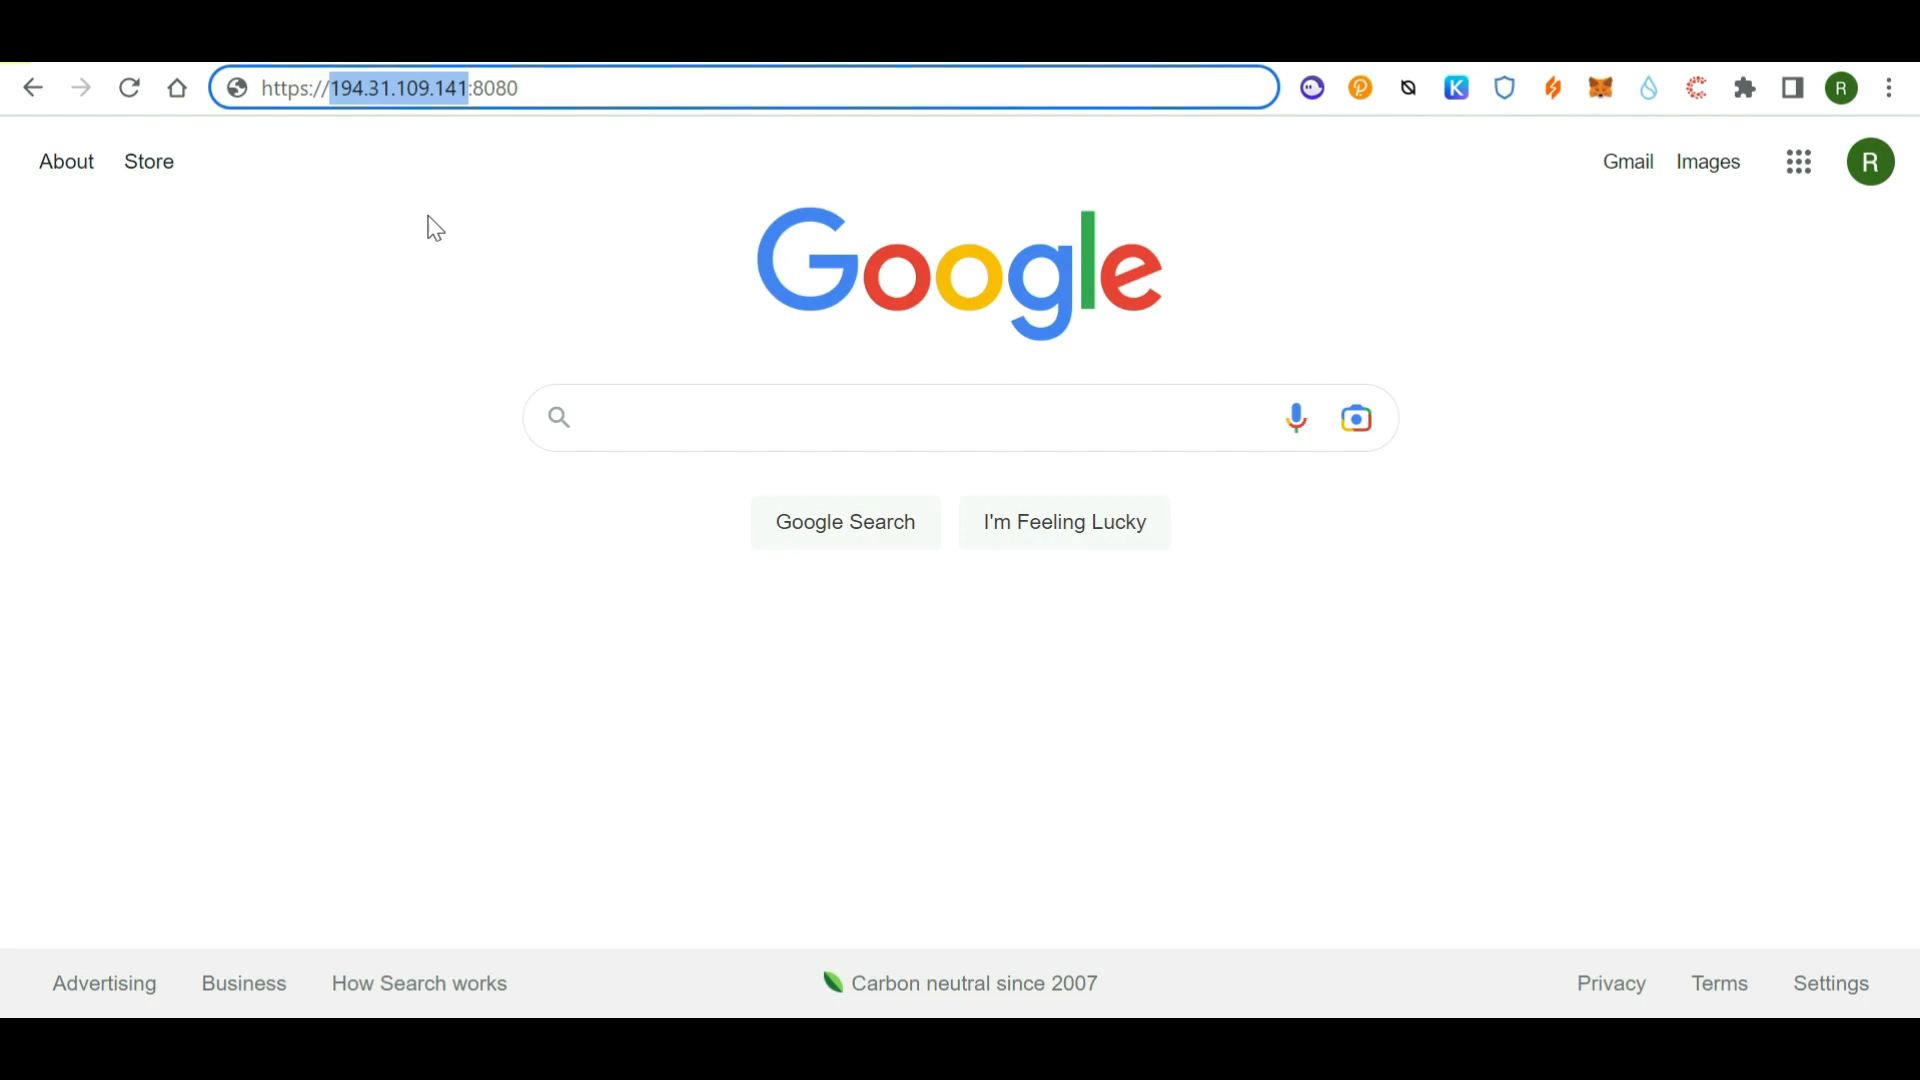 https://194.31.109.141:8080
K
R
About Store
Gmail Images
R
Google
Google Search I'm Feeling Lucky
Advertising Business How Search works
Carbon neutral since 2007
Privacy Terms Settings